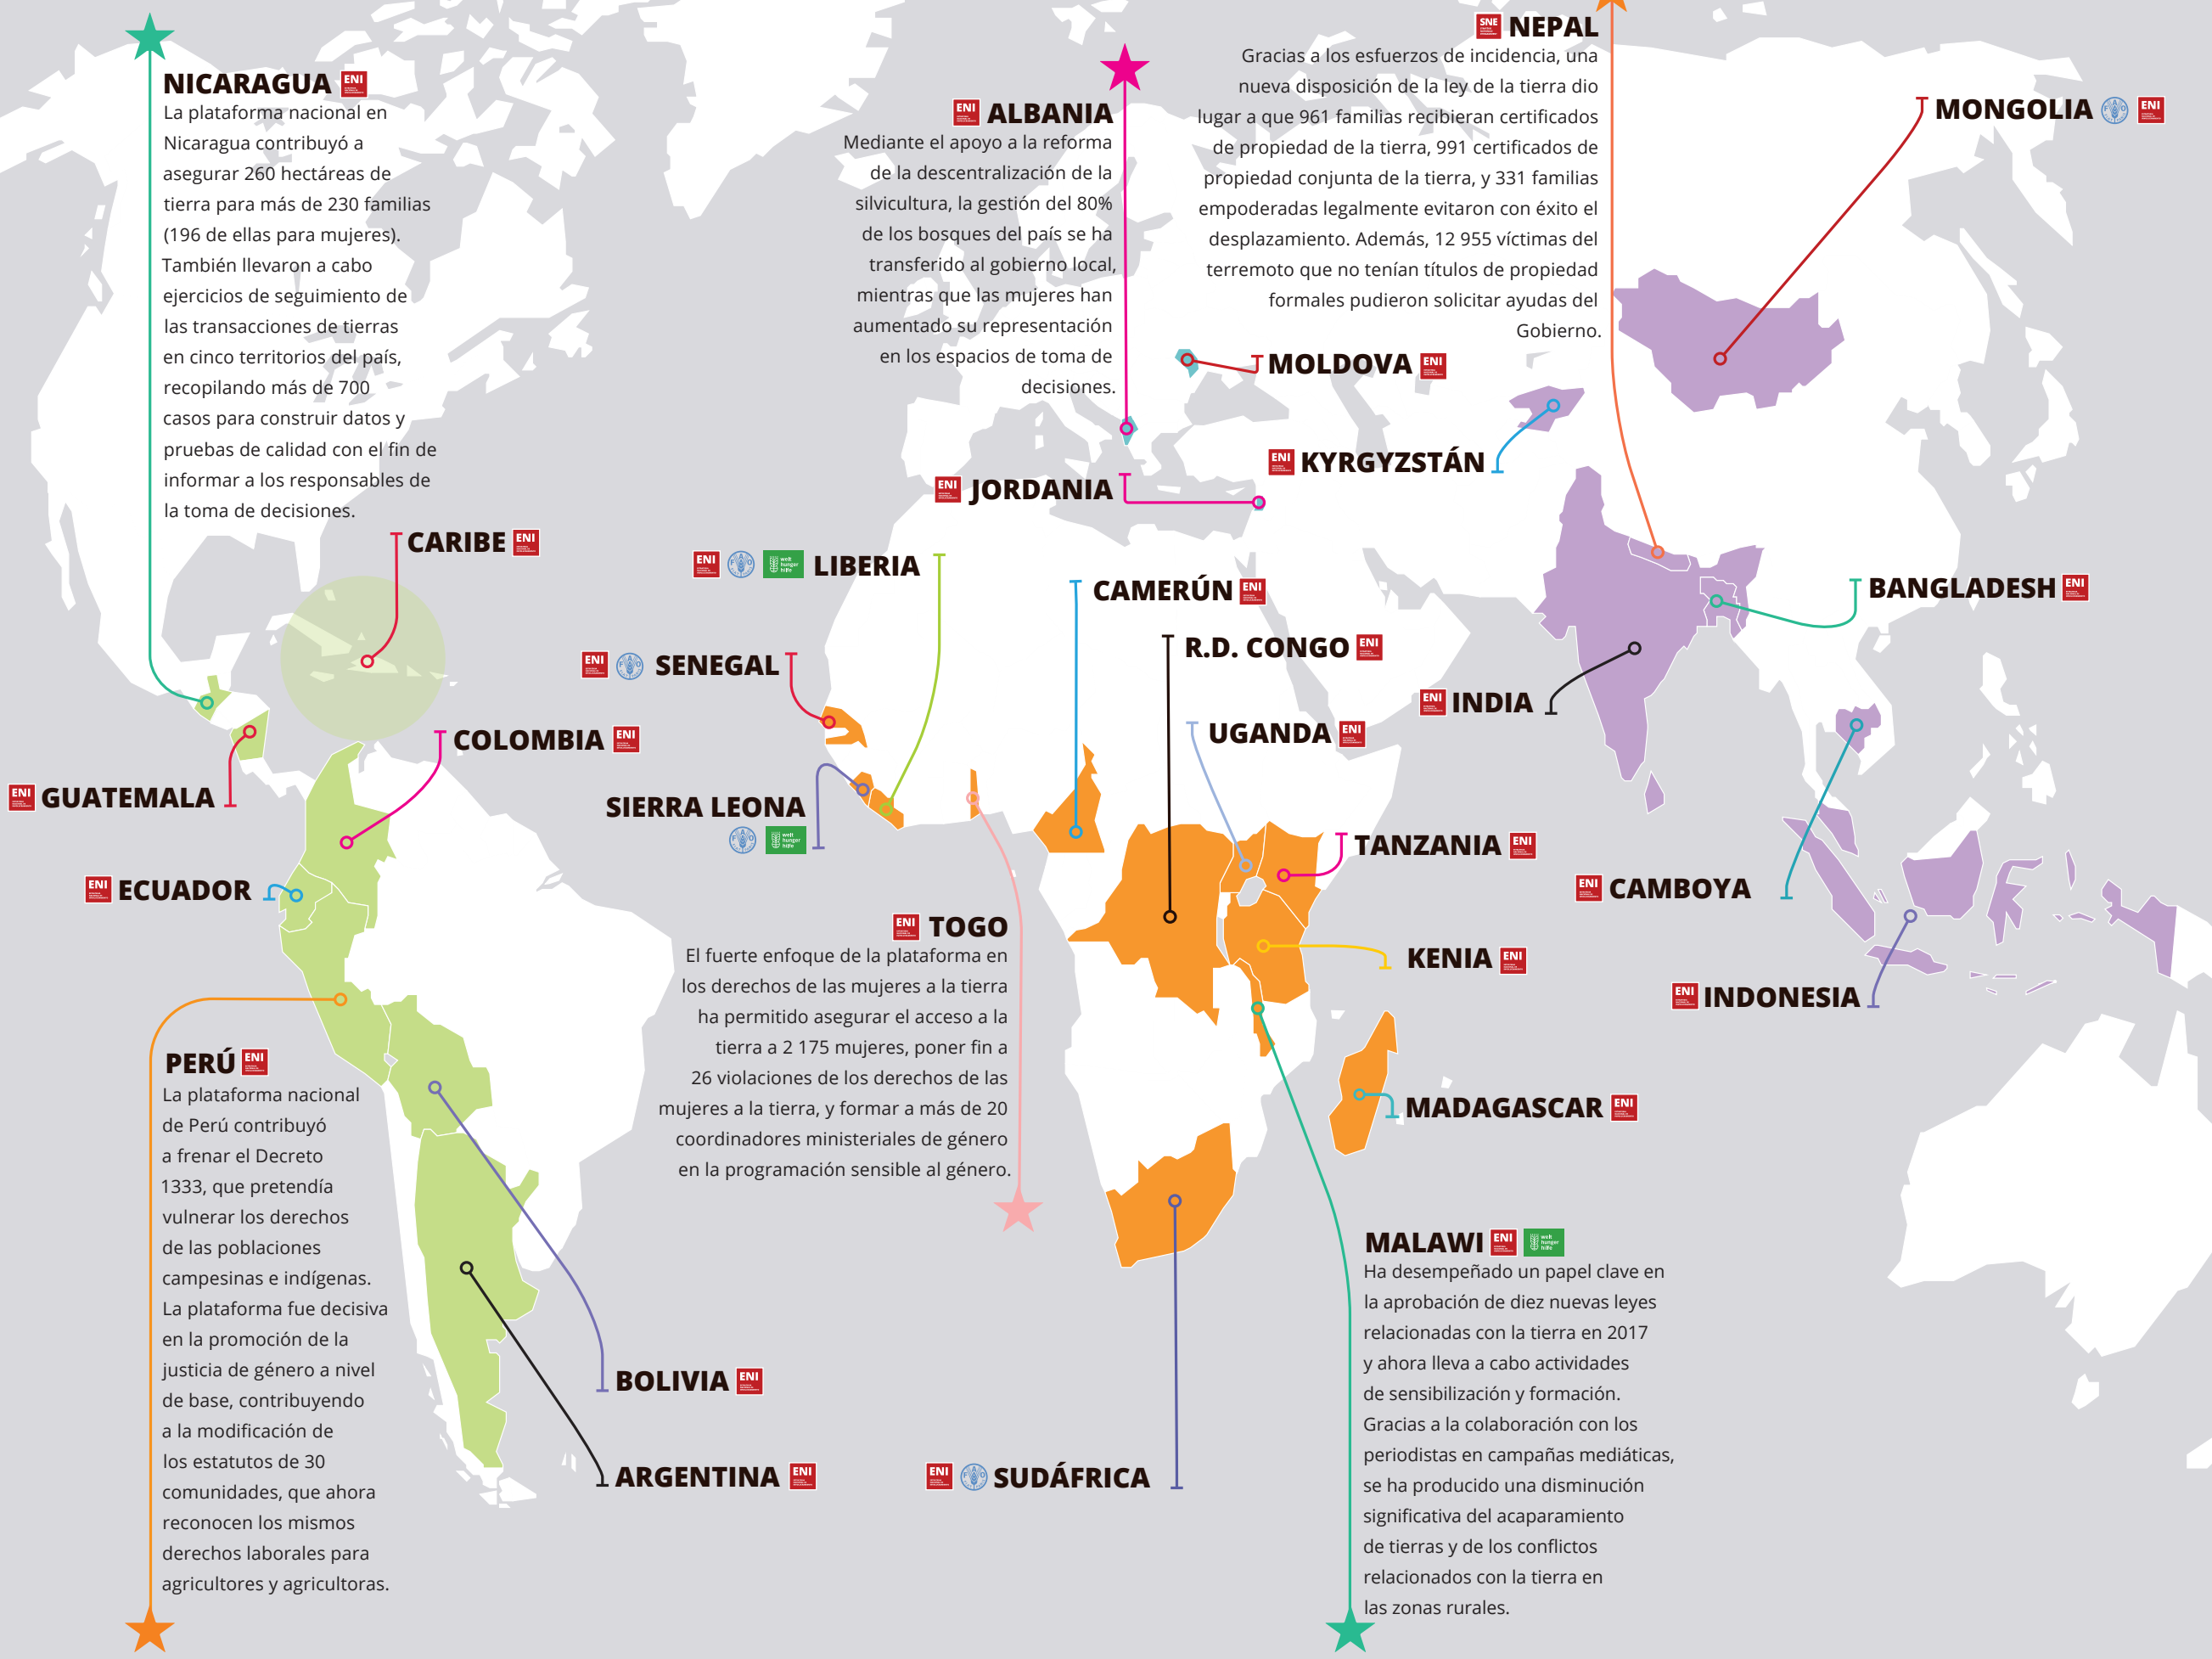 NICARAGUA ENI
La plataforma nacional en
Nicaragua contribuyó a
asegurar 260 hectáreas de
tierra para más de 230 familias
(196 de ellas para mujeres).
También llevaron a cabo
ejercicios de seguimiento de
las transacciones de tierras
en cinco territorios del país,
recopilando más de 700
casos para construir datos y
pruebas de calidad con el fin de
informar a los responsables de
la toma de decisiones.
ENI ALBANIA
Mediante el apoyo a la reforma
de la descentralización de la
silvicultura, la gestión del 80%
de los bosques del país se ha
transferido al gobierno local,
mientras que las mujeres han
aumentado su representación
en los espacios de toma de
decisiones.
SNE NEPAL
Gracias a los esfuerzos de incidencia, una
nueva disposición de la ley de la tierra dio
lugar a que 961 familias recibieran certificados
de propiedad de la tierra, 991 certificados de
propiedad conjunta de la tierra, y 331 familias
empoderadas legalmente evitaron con éxito el
desplazamiento. Además, 12 955 víctimas del
terremoto que no tenían títulos de propiedad
formales pudieron solicitar ayudas del
Gobierno.
MONGOLIA FAO ENI
MOLDOVA ENI
ENI KYRGYZSTÁN
ENI JORDANIA
CARIBE ENI
ENI FAO welt hunger hilfe LIBERIA
CAMERÚN ENI
BANGLADESH ENI
R.D. CONGO ENI
ENI FAO SENEGAL
ENI INDIA
UGANDA ENI
COLOMBIA ENI
ENI GUATEMALA
SIERRA LEONA
FAO welt hunger hilfe
TANZANIA ENI
ENI ECUADOR
ENI CAMBOYA
KENIA ENI
ENI INDONESIA
ENI TOGO
El fuerte enfoque de la plataforma en
los derechos de las mujeres a la tierra
ha permitido asegurar el acceso a la
tierra a 2 175 mujeres, poner fin a
26 violaciones de los derechos de las
mujeres a la tierra, y formar a más de 20
coordinadores ministeriales de género
en la programación sensible al género.
PERÚ ENI
La plataforma nacional
de Perú contribuyó
a frenar el Decreto
1333, que pretendía
vulnerar los derechos
de las poblaciones
campesinas e indígenas.
La plataforma fue decisiva
en la promoción de la
justicia de género a nivel
de base, contribuyendo
a la modificación de
los estatutos de 30
comunidades, que ahora
reconocen los mismos
derechos laborales para
agricultores y agricultoras.
MADAGASCAR ENI
MALAWI ENI welt hunger hilfe
Ha desempeñado un papel clave en
la aprobación de diez nuevas leyes
relacionadas con la tierra en 2017
y ahora lleva a cabo actividades
de sensibilización y formación.
Gracias a la colaboración con los
periodistas en campañas mediáticas,
se ha producido una disminución
significativa del acaparamiento
de tierras y de los conflictos
relacionados con la tierra en
las zonas rurales.
BOLIVIA ENI
ARGENTINA ENI
ENI FAO SUDÁFRICA